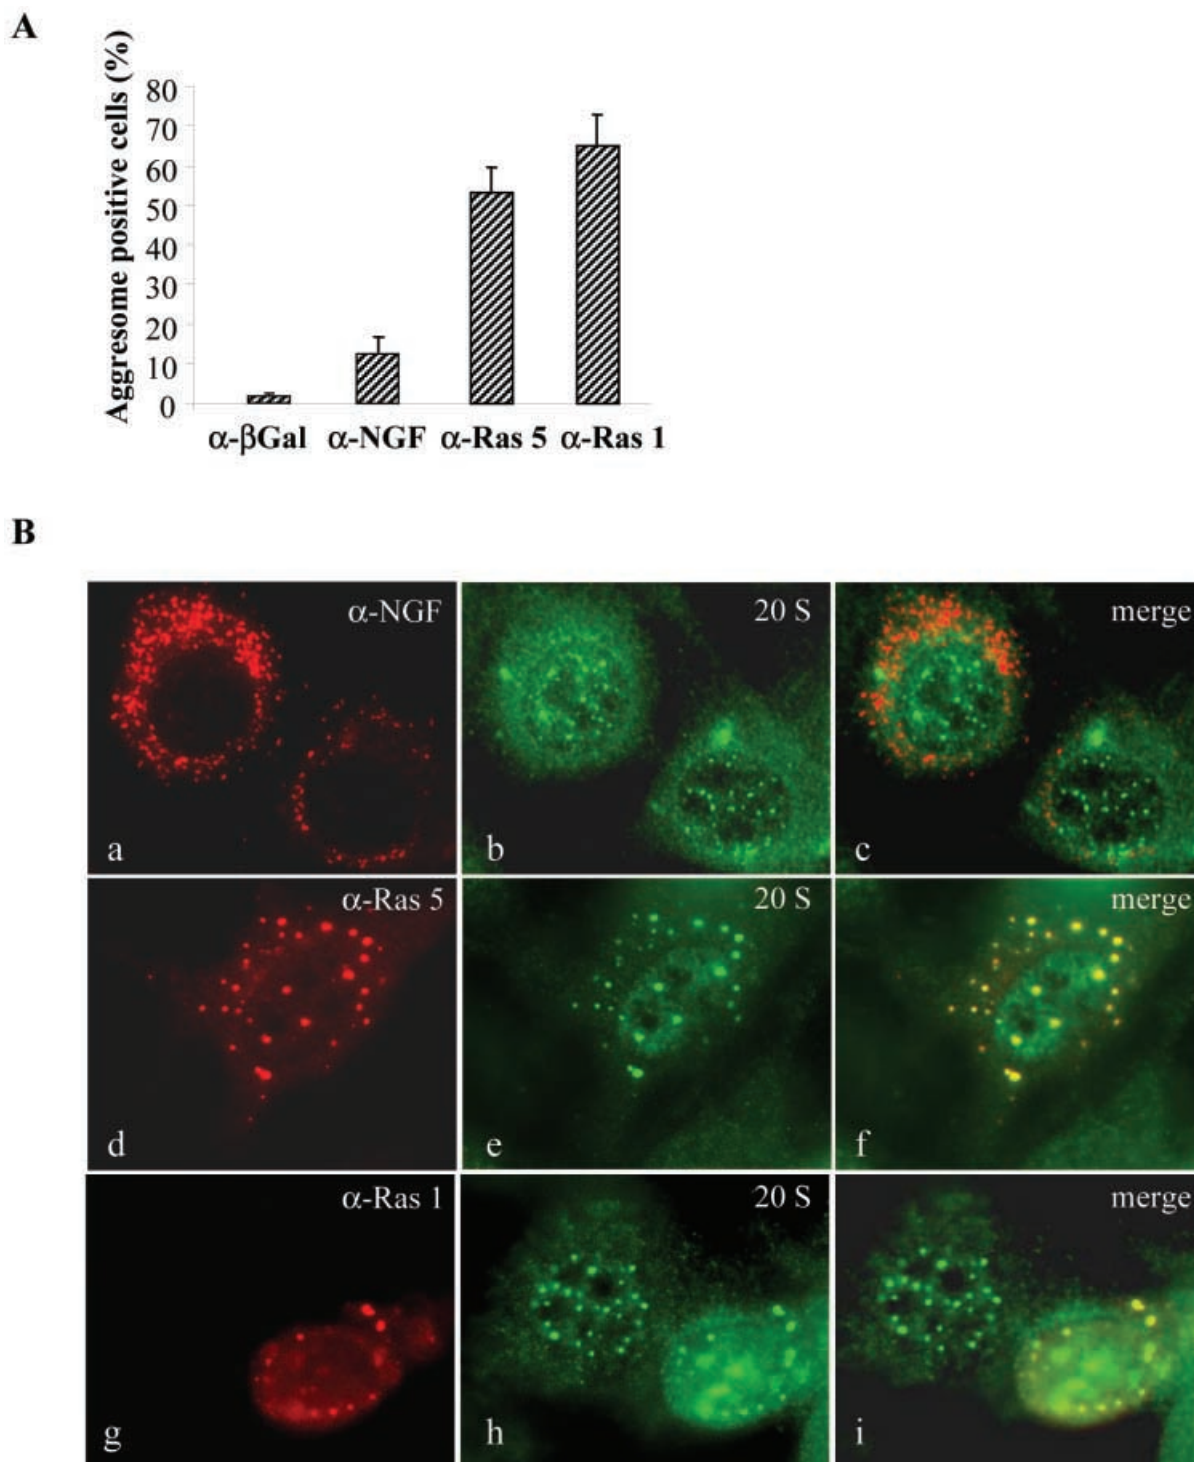 A
Aggresome positive cells (%)
80
70
60
50
40
30
20
10
0
α-βGal α-NGF α-Ras 5 α-Ras 1
B
α-NGF 20 S merge
a b c
α-Ras 5 20 S merge
d e f
α-Ras 1 20 S merge
g h i